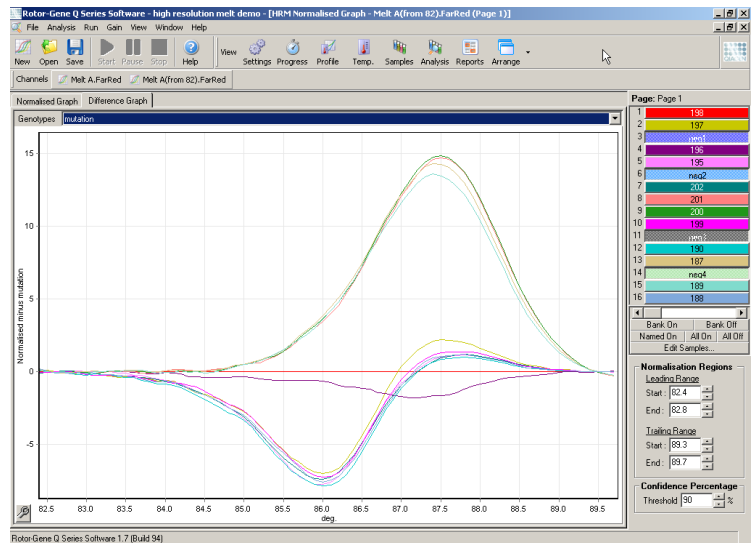 Rotor-Gene Q Series Software - high resolution melt demo - [HRM Normalised Graph - Melt A(from 82).FarRed (Page 1)]
File Analysis Run Gain View Window Help
New Open Save Start Pause Stop Help View Settings Progress Profile Temp. Samples Analysis Reports Arrange
Channels Melt A.FarRed Melt A(from 82).FarRed
Normalised Graph Difference Graph
Genotypes mutation
Normalised minus mutation
15
10
5
0
-5
82.5 83.0 83.5 84.0 84.5 85.0 85.5 86.0 86.5 87.0 87.5 88.0 88.5 89.0 89.5
deg.
Page: Page 1
1 198
2 197
3
4 196
5 195
6 neg2
7 202
8 201
9 200
10 199
11
12 190
13 187
14 neg4
15 189
16 188
Bank On Bank Off
Named On All On All Off
Edit Samples...
Normalisation Regions
Leading Range
Start : 82.4
End : 82.8
Trailing Range
Start : 89.3
End : 89.7
Confidence Percentage
Threshold 90 %
Rotor-Gene Q Series Software 1.7 (Build 94)